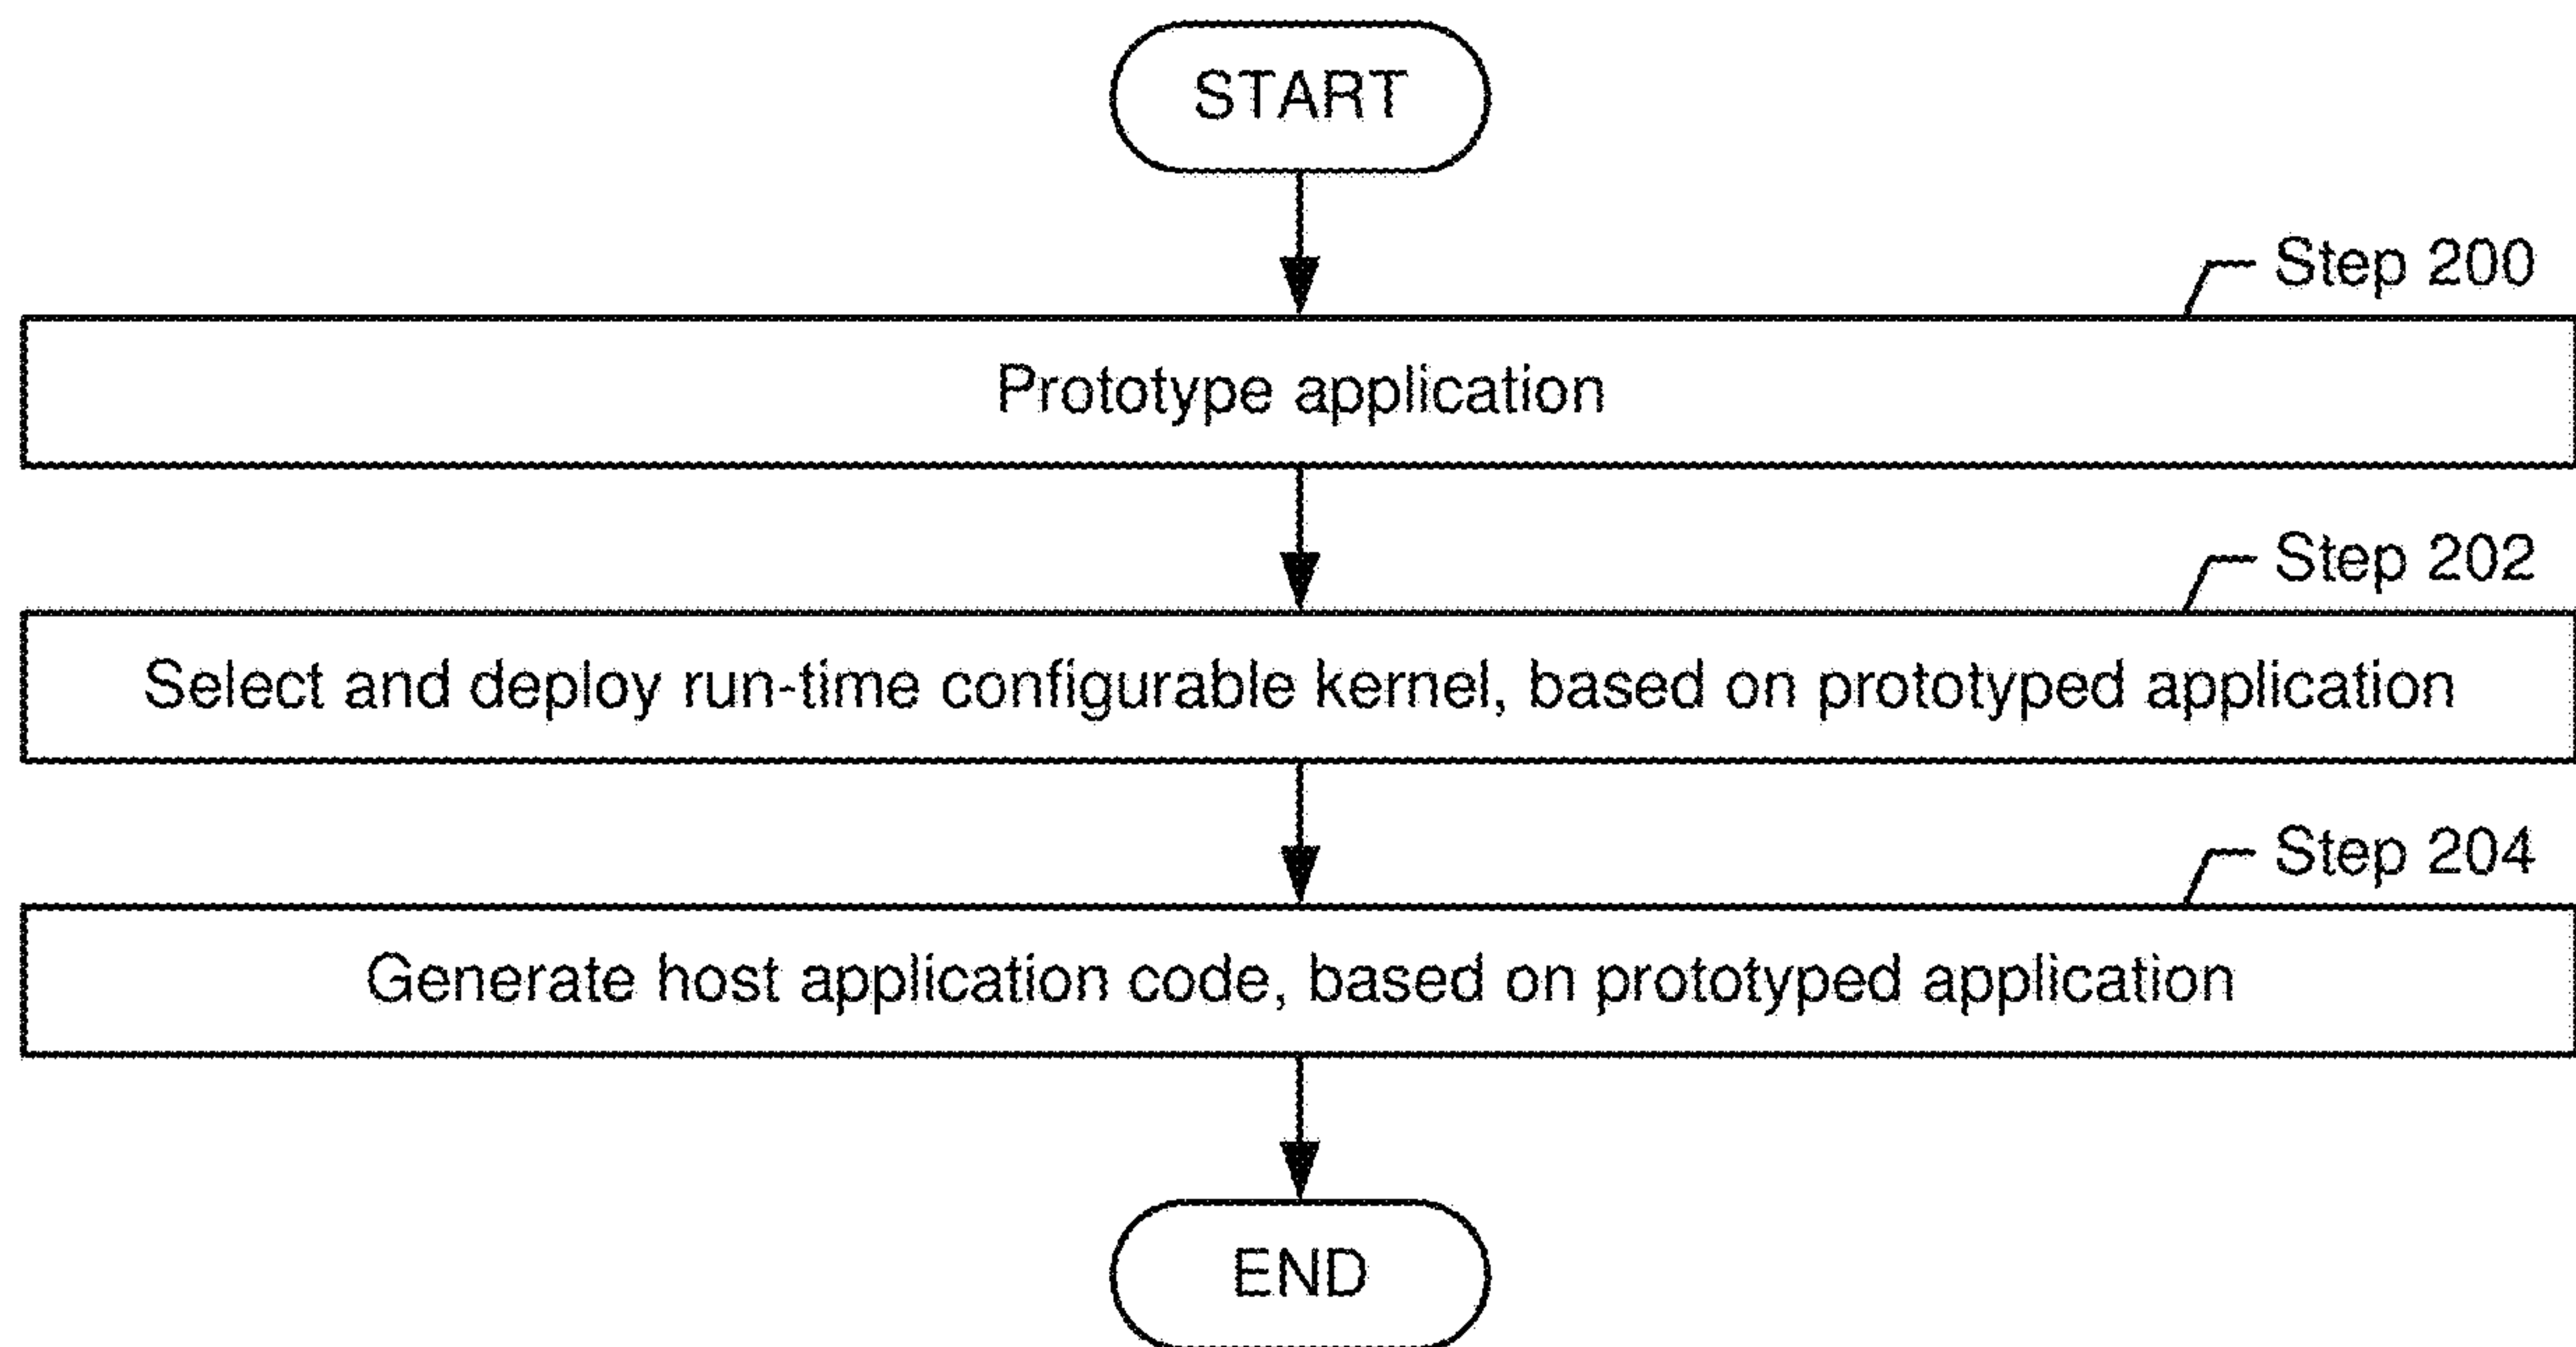 START
Step 200
Prototype application
Step 202
Select and deploy run-time configurable kernel, based on prototyped application
Step 204
Generate host application code, based on prototyped application
END